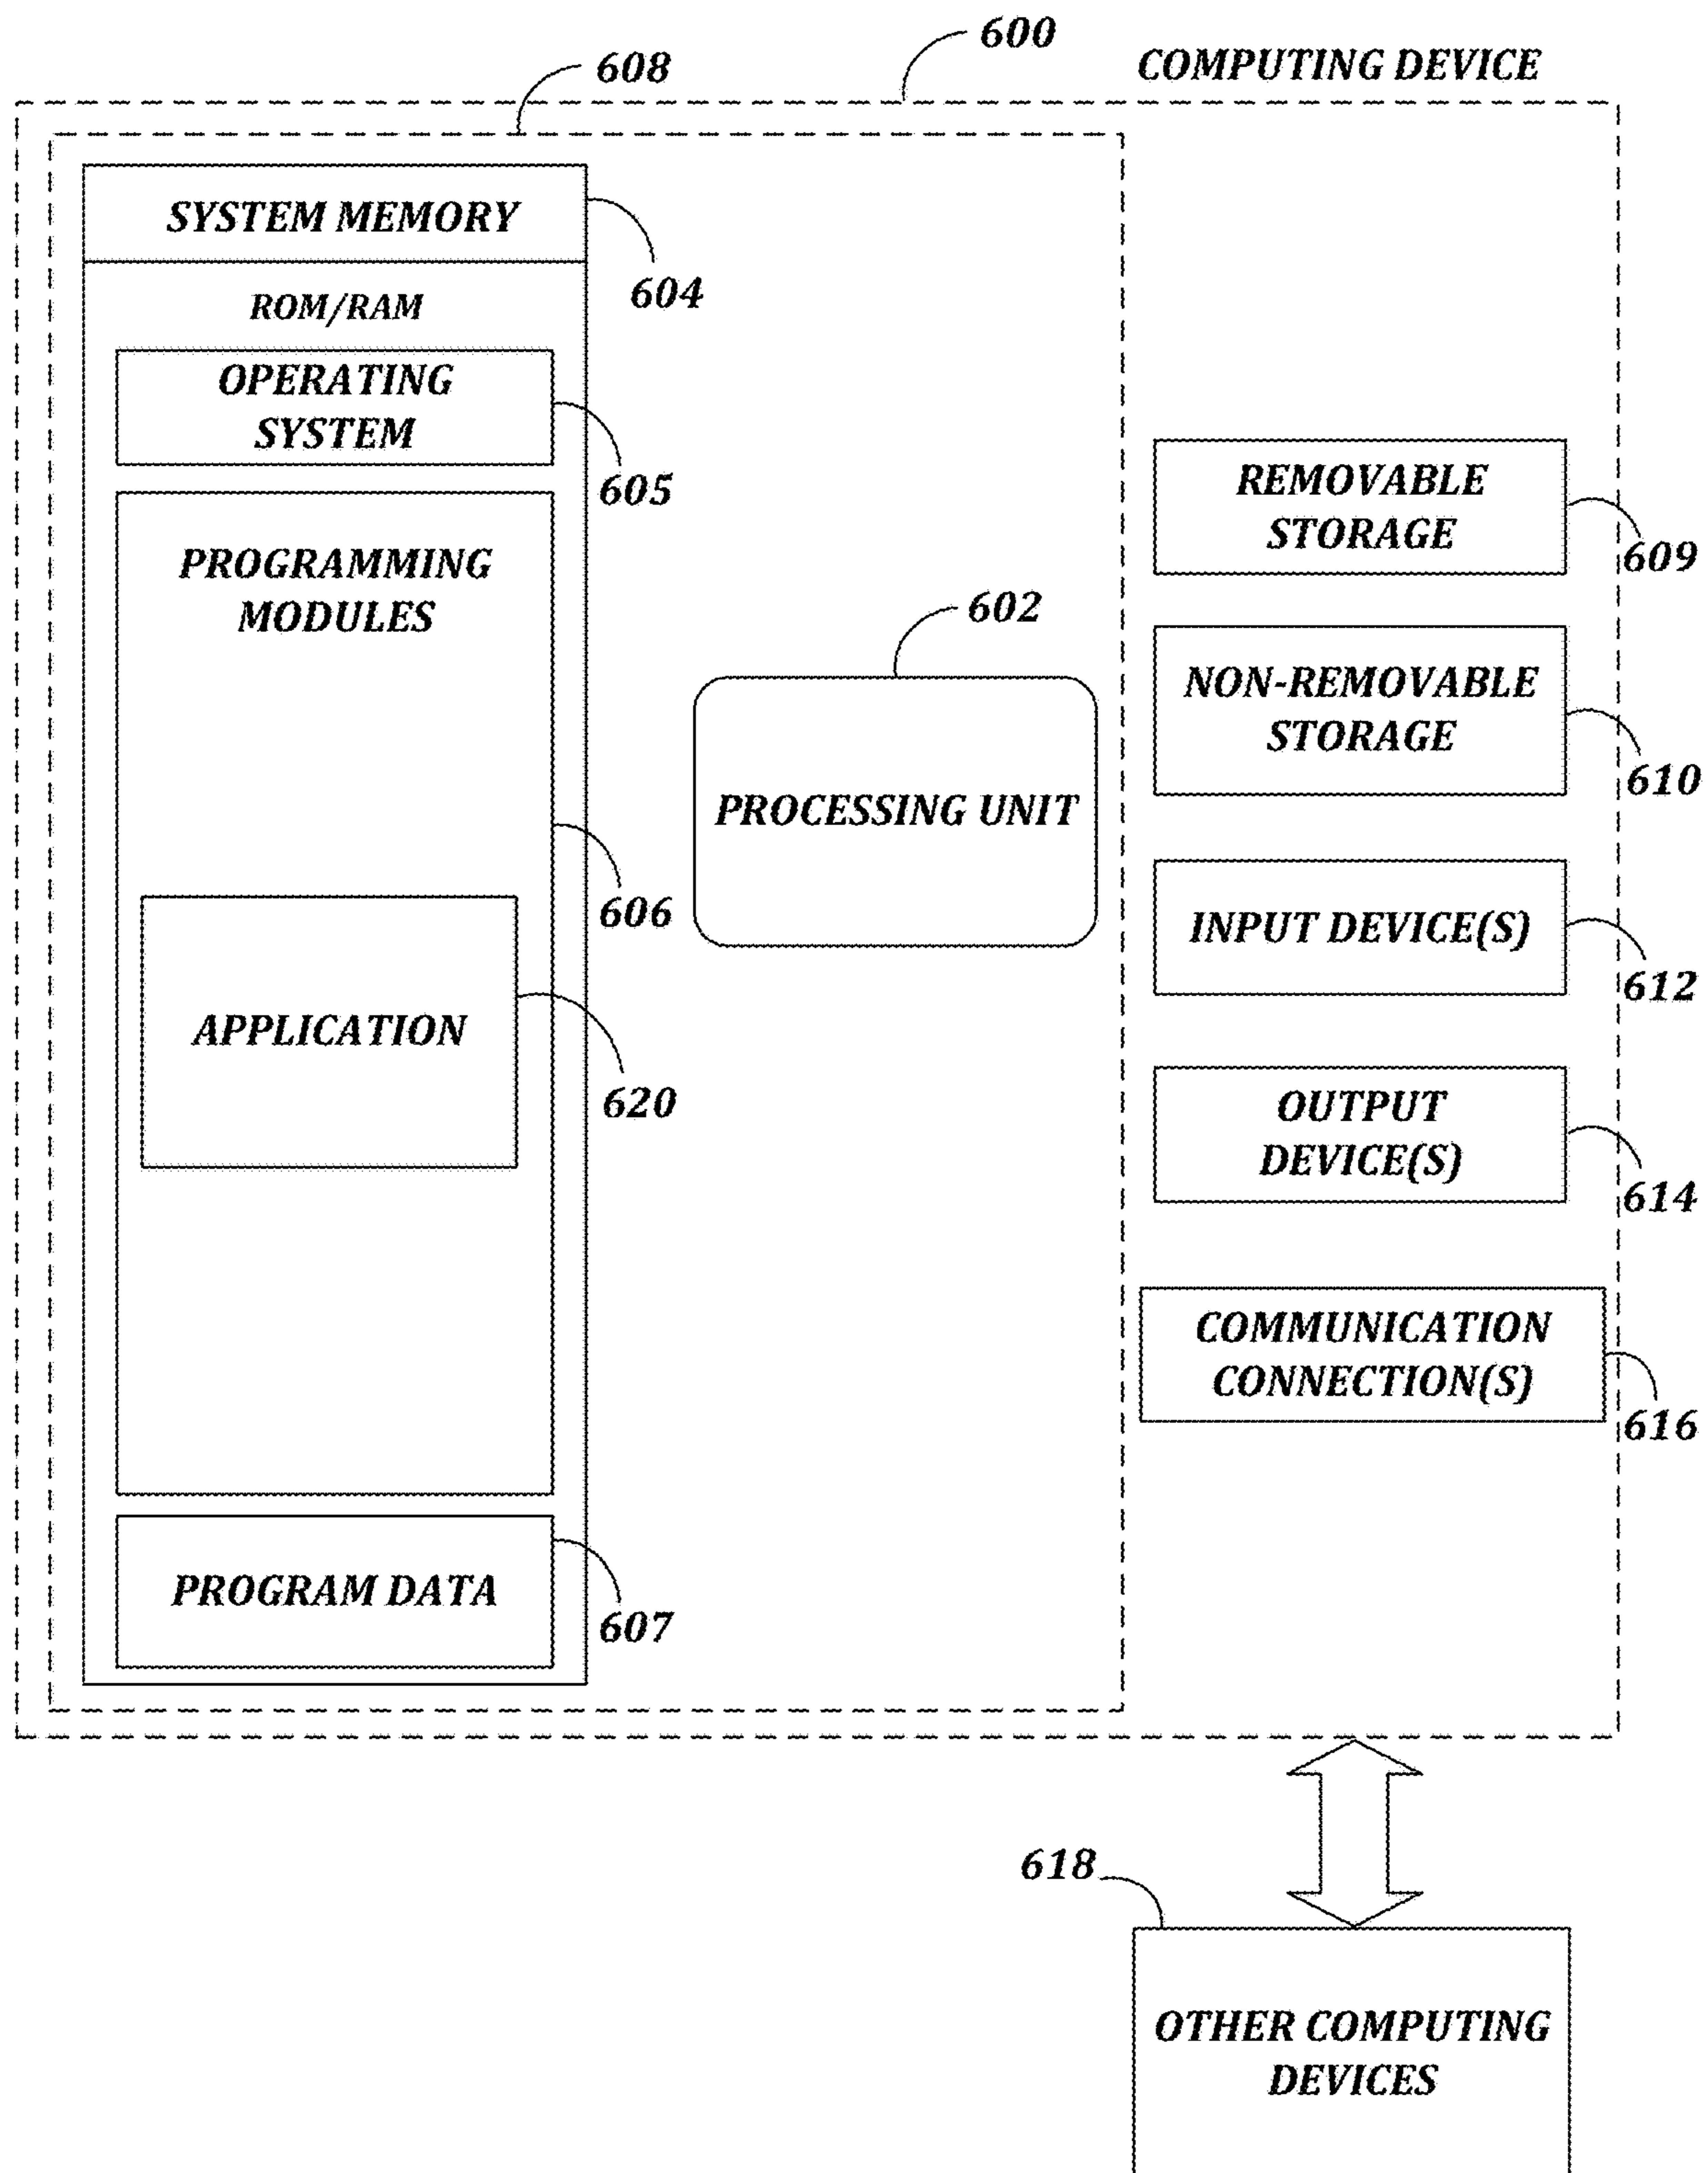 600
COMPUTING DEVICE
608
SYSTEM MEMORY
604
ROM/RAM
OPERATING
SYSTEM
605
PROGRAMMING
MODULES
606
APPLICATION
620
PROGRAM DATA
607
602
PROCESSING UNIT
REMOVABLE
STORAGE
609
NON-REMOVABLE
STORAGE
610
INPUT DEVICE(S)
612
OUTPUT
DEVICE(S)
614
COMMUNICATION
CONNECTION(S)
616
618
OTHER COMPUTING
DEVICES